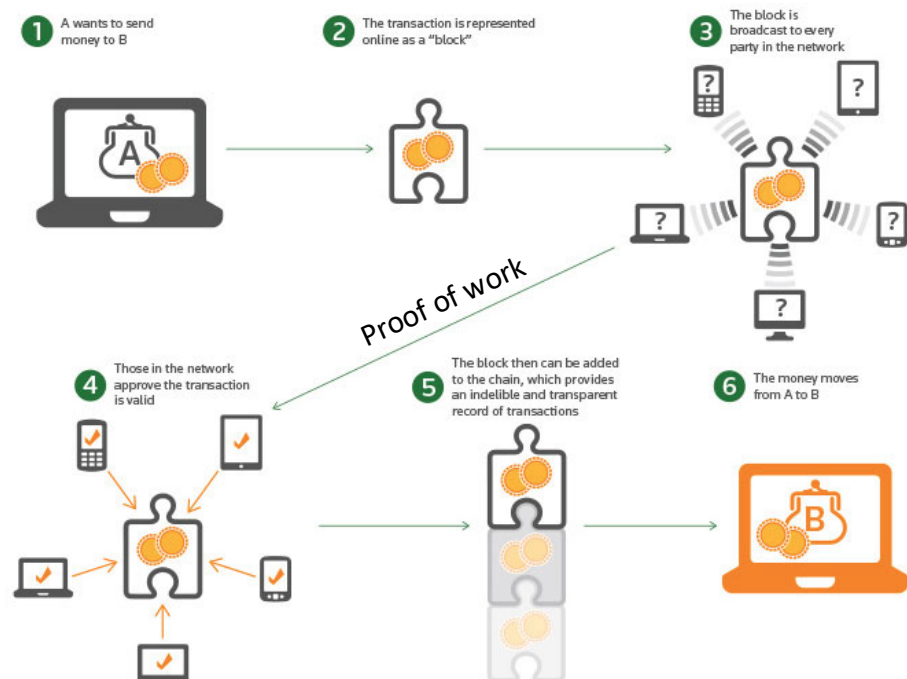 1
A wants to send
money to B
A
2
The transaction is represented
online as a “block”
3
The block is
broadcast to every
party in the network
?
?
?
?
?
Proof of work
4
Those in the network
approve the transaction
is valid
5
The block then can be added
to the chain, which provides
an indelible and transparent
record of transactions
6
The money moves
from A to B
B